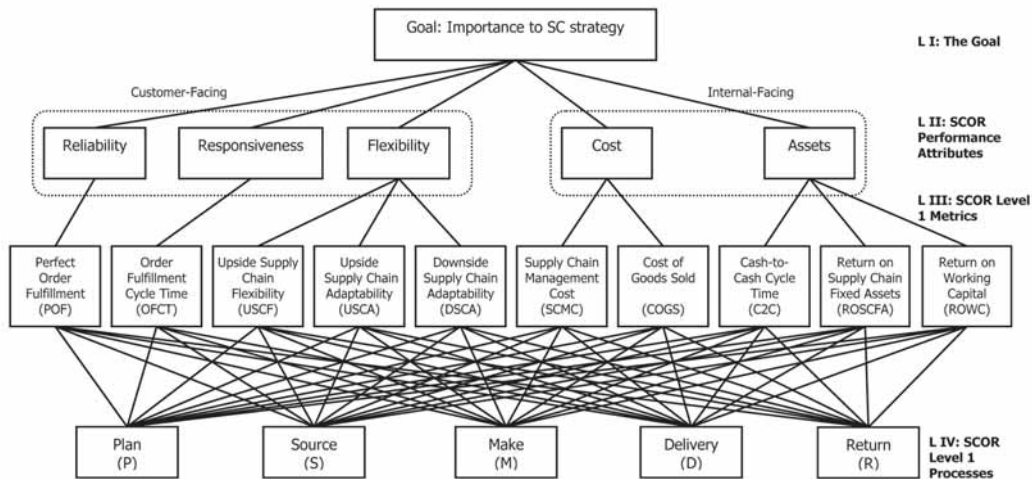 Goal: Importance to SC strategy
L I: The Goal
Customer-Facing
Internal-Facing
Reliability
Responsiveness
Flexibility
Cost
Assets
L II: SCOR
Performance
Attributes
L III: SCOR Level
1 Metrics
Perfect
Order
Fulfillment
(POF)
Order
Fulfillment
Cycle Time
(OFCT)
Upside Supply
Chain
Flexibility
(USCF)
Upside
Supply Chain
Adaptability
(USCA)
Downside
Supply Chain
Adaptability
(DSCA)
Supply Chain
Management
Cost
(SCMC)
Cost of
Goods Sold
(COGS)
Cash-to-
Cash Cycle
Time
(C2C)
Return on
Supply Chain
Fixed Assets
(ROSCFA)
Return on
Working
Capital
(ROWC)
Plan
(P)
Source
(S)
Make
(M)
Delivery
(D)
Return
(R)
L IV: SCOR
Level 1
Processes